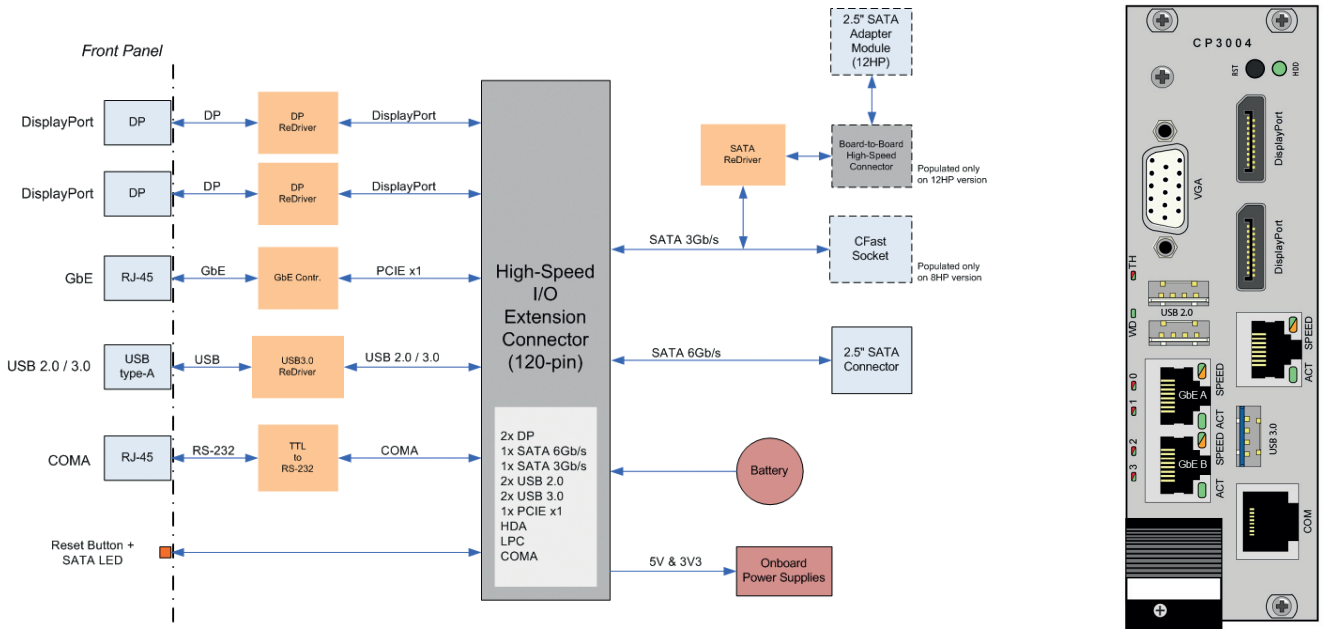 Front Panel
DisplayPort
DP
DP
DP
ReDriver
DisplayPort
DisplayPort
DP
DP
DP
ReDriver
DisplayPort
GbE
RJ-45
GbE
GbE Contr.
PCIE x1
USB 2.0 / 3.0
USB
type-A
USB
USB3.0
ReDriver
USB 2.0 / 3.0
COMA
RJ-45
RS-232
TTL
to
RS-232
COMA
Reset Button +
SATA LED
High-Speed
I/O
Extension
Connector
(120-pin)
2x DP
1x SATA 6Gb/s
1x SATA 3Gb/s
2x USB 2.0
2x USB 3.0
1x PCIE x1
HDA
LPC
COMA
2.5" SATA
Adapter
Module
(12HP)
SATA
ReDriver
Board-to-Board
High-Speed
Connector
Populated only
on 12HP version
SATA 3Gb/s
CFast
Socket
Populated only
on 8HP version
SATA 6Gb/s
2.5" SATA
Connector
Battery
5V & 3V3
Onboard
Power Supplies
CP3004
RST
HDD
DisplayPort
VGA
DisplayPort
TH
WD
USB 2.0
SPEED
ACT
0
1
2
3
GbE A
SPEED
ACT
GbE B
SPEED
ACT
USB 3.0
COM